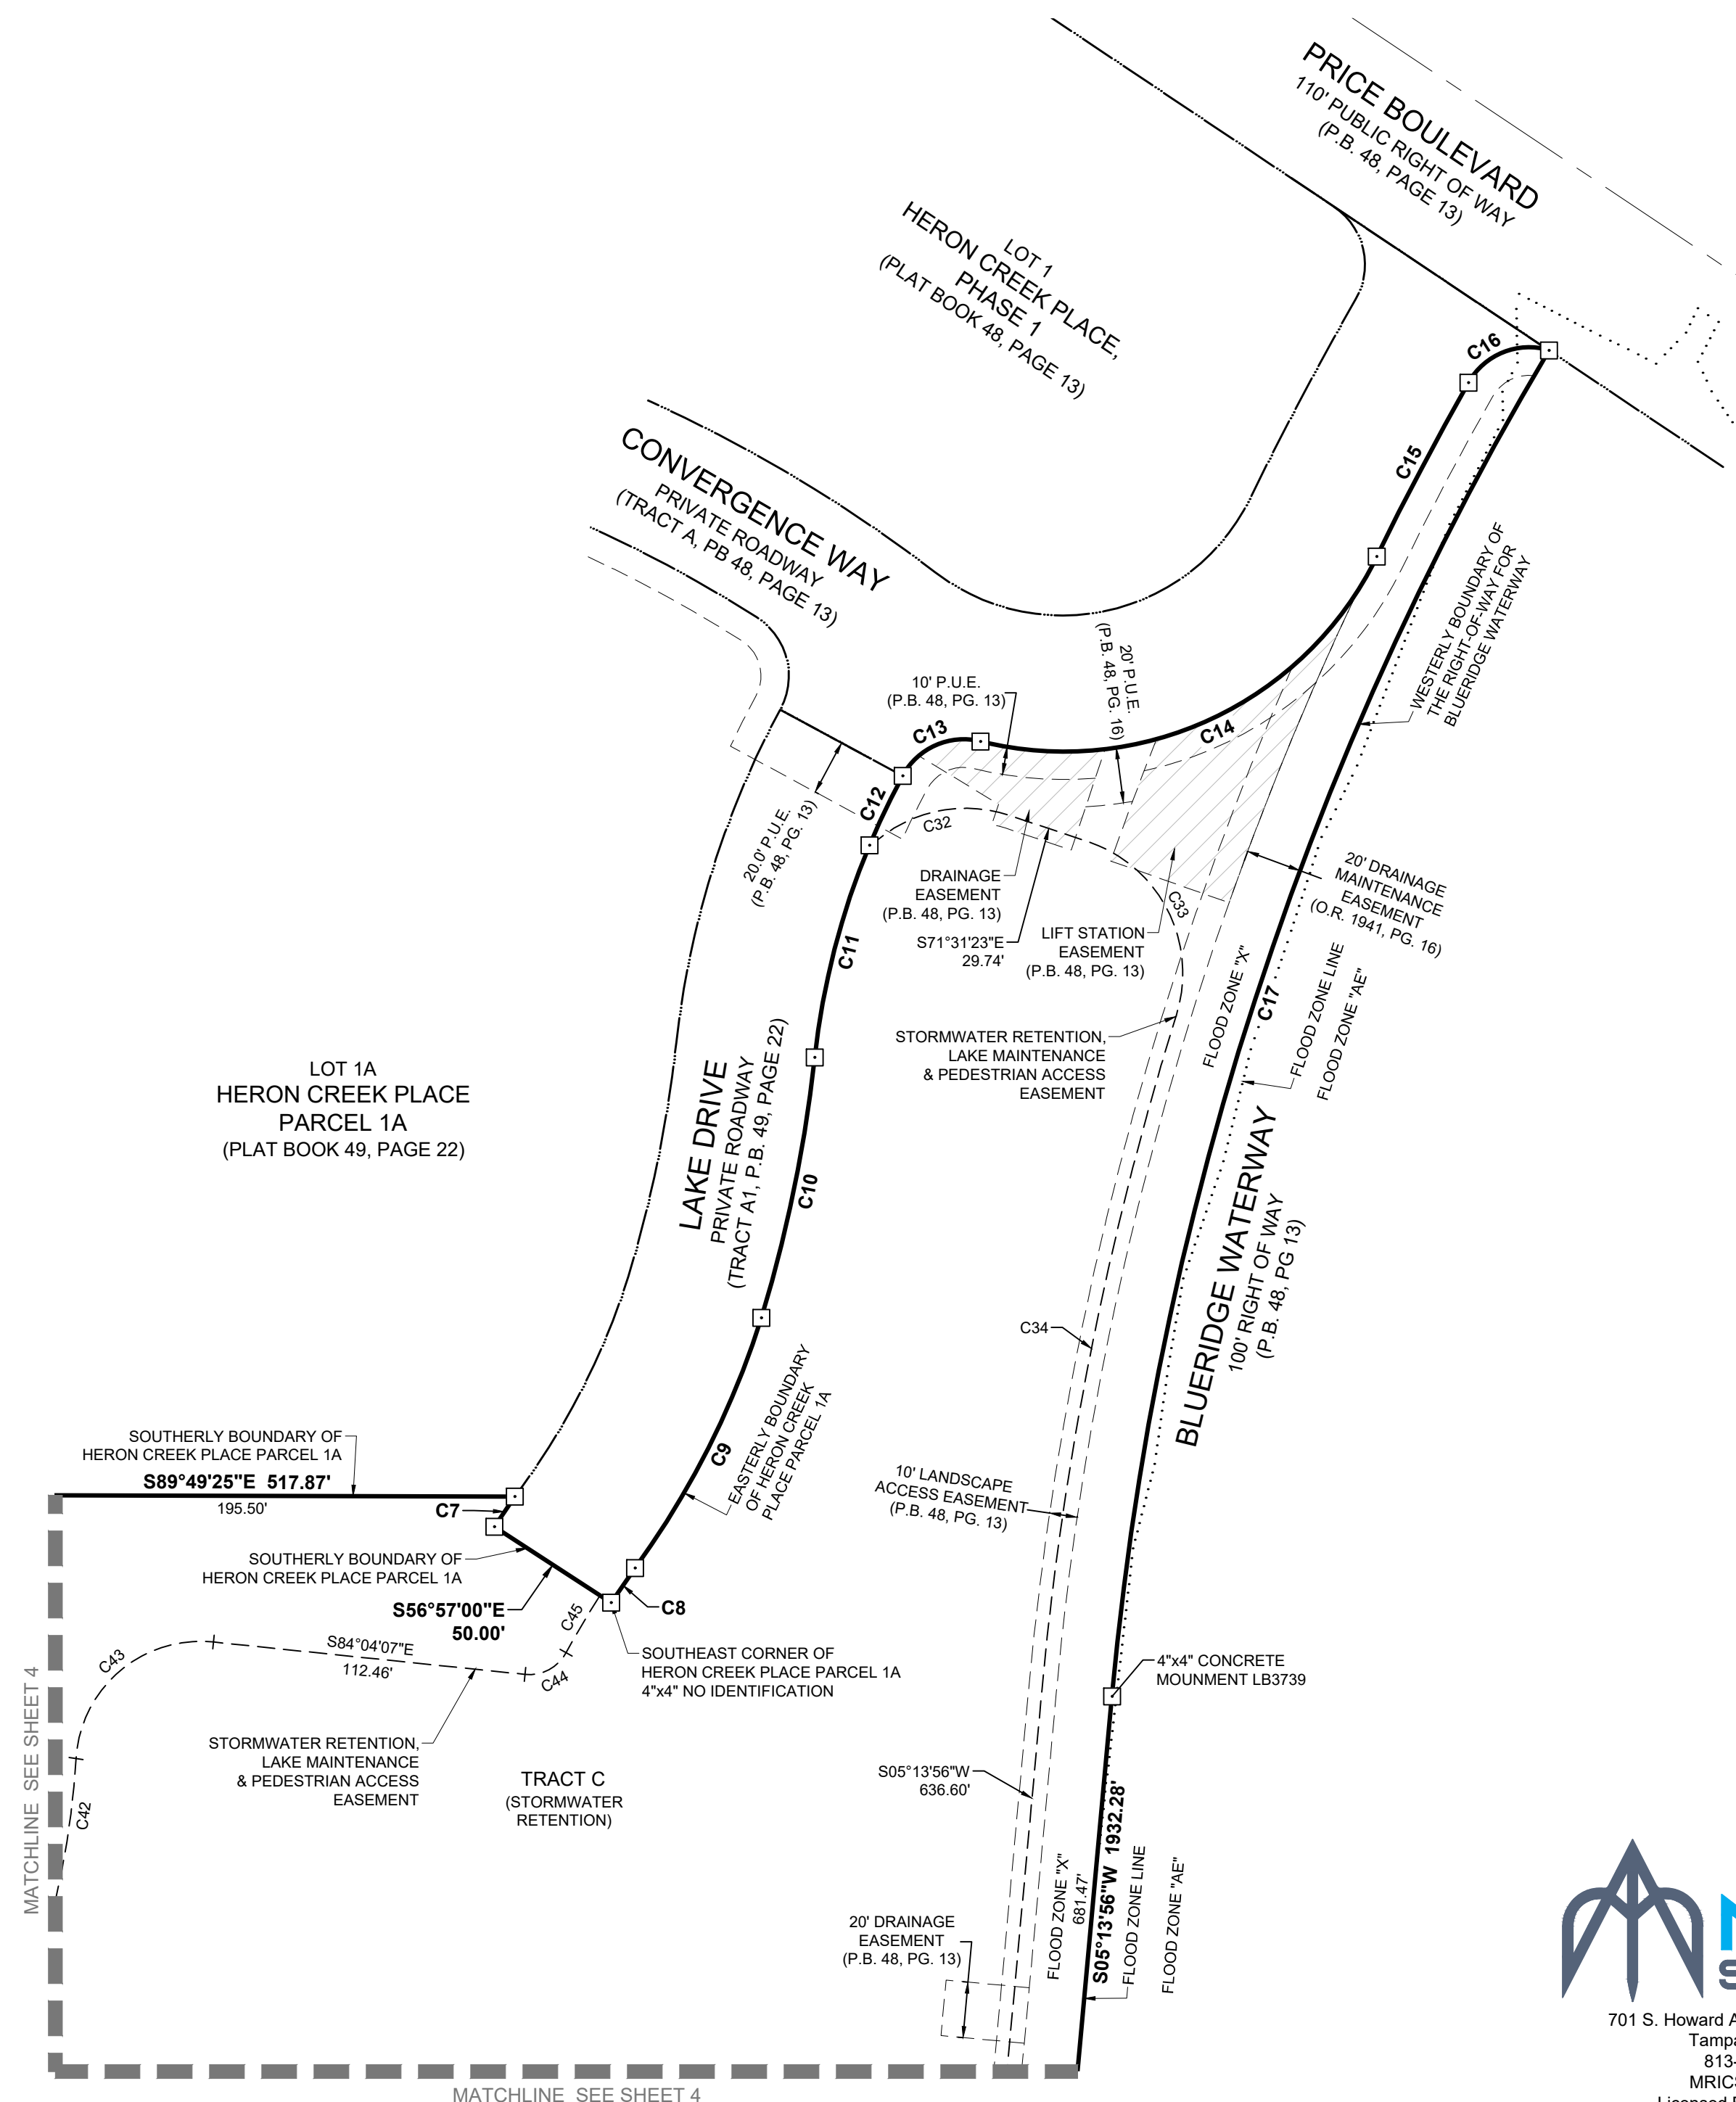 PRICE BOULEVARD
110' PUBLIC RIGHT OF WAY
(P.B. 48, PAGE 13)
LOT 1
HERON CREEK PLACE,
PHASE 1
(PLAT BOOK 48, PAGE 13)
C16
C15
CONVERGENCE WAY
PRIVATE ROADWAY
(TRACT A, PB 48, PAGE 13)
WESTERLY BOUNDARY OF
THE RIGHT-OF-WAY FOR
BLUERIDGE WATERWAY
20' P.U.E.
(P.B. 48, PG. 16)
10' P.U.E.
(P.B. 48, PG. 13)
C13
C14
C12
20.0' P.U.E.
(P.B. 48, PG. 13)
C32
DRAINAGE
EASEMENT
(P.B. 48, PG. 13)
S71°31'23"E
29.74'
LIFT STATION
EASEMENT
(P.B. 48, PG. 13)
C33
20' DRAINAGE
MAINTENANCE
EASEMENT
(O.R. 1941, PG. 16)
C11
FLOOD ZONE "X"
C17
FLOOD ZONE LINE
FLOOD ZONE "AE"
STORMWATER RETENTION,
LAKE MAINTENANCE
& PEDESTRIAN ACCESS
EASEMENT
LOT 1A
HERON CREEK PLACE
PARCEL 1A
(PLAT BOOK 49, PAGE 22)
LAKE DRIVE
PRIVATE ROADWAY
(TRACT A1, P.B. 49, PAGE 22)
C10
BLUERIDGE WATERWAY
100' RIGHT OF WAY
(P.B. 48, PG 13)
C34
EASTERLY BOUNDARY
OF HERON CREEK
PLACE PARCEL 1A
C9
SOUTHERLY BOUNDARY OF
HERON CREEK PLACE PARCEL 1A
S89°49'25"E 517.87'
195.50'
C7
10' LANDSCAPE
ACCESS EASEMENT
(P.B. 48, PG. 13)
SOUTHERLY BOUNDARY OF
HERON CREEK PLACE PARCEL 1A
S56°57'00"E
50.00'
C8
C45
C44
S84°04'07"E
112.46'
C43
C42
SOUTHEAST CORNER OF
HERON CREEK PLACE PARCEL 1A
4"x4" NO IDENTIFICATION
4"x4" CONCRETE
MOUNMENT LB3739
STORMWATER RETENTION,
LAKE MAINTENANCE
& PEDESTRIAN ACCESS
EASEMENT
TRACT C
(STORMWATER
RETENTION)
S05°13'56"W
636.60'
MATCHLINE SEE SHEET 4
FLOOD ZONE "X"
681.47'
S05°13'56"W 1932.28'
FLOOD ZONE LINE
FLOOD ZONE "AE"
20' DRAINAGE
EASEMENT
(P.B. 48, PG. 13)
MATCHLINE SEE SHEET 4
701 S. Howard A
Tampa
813-